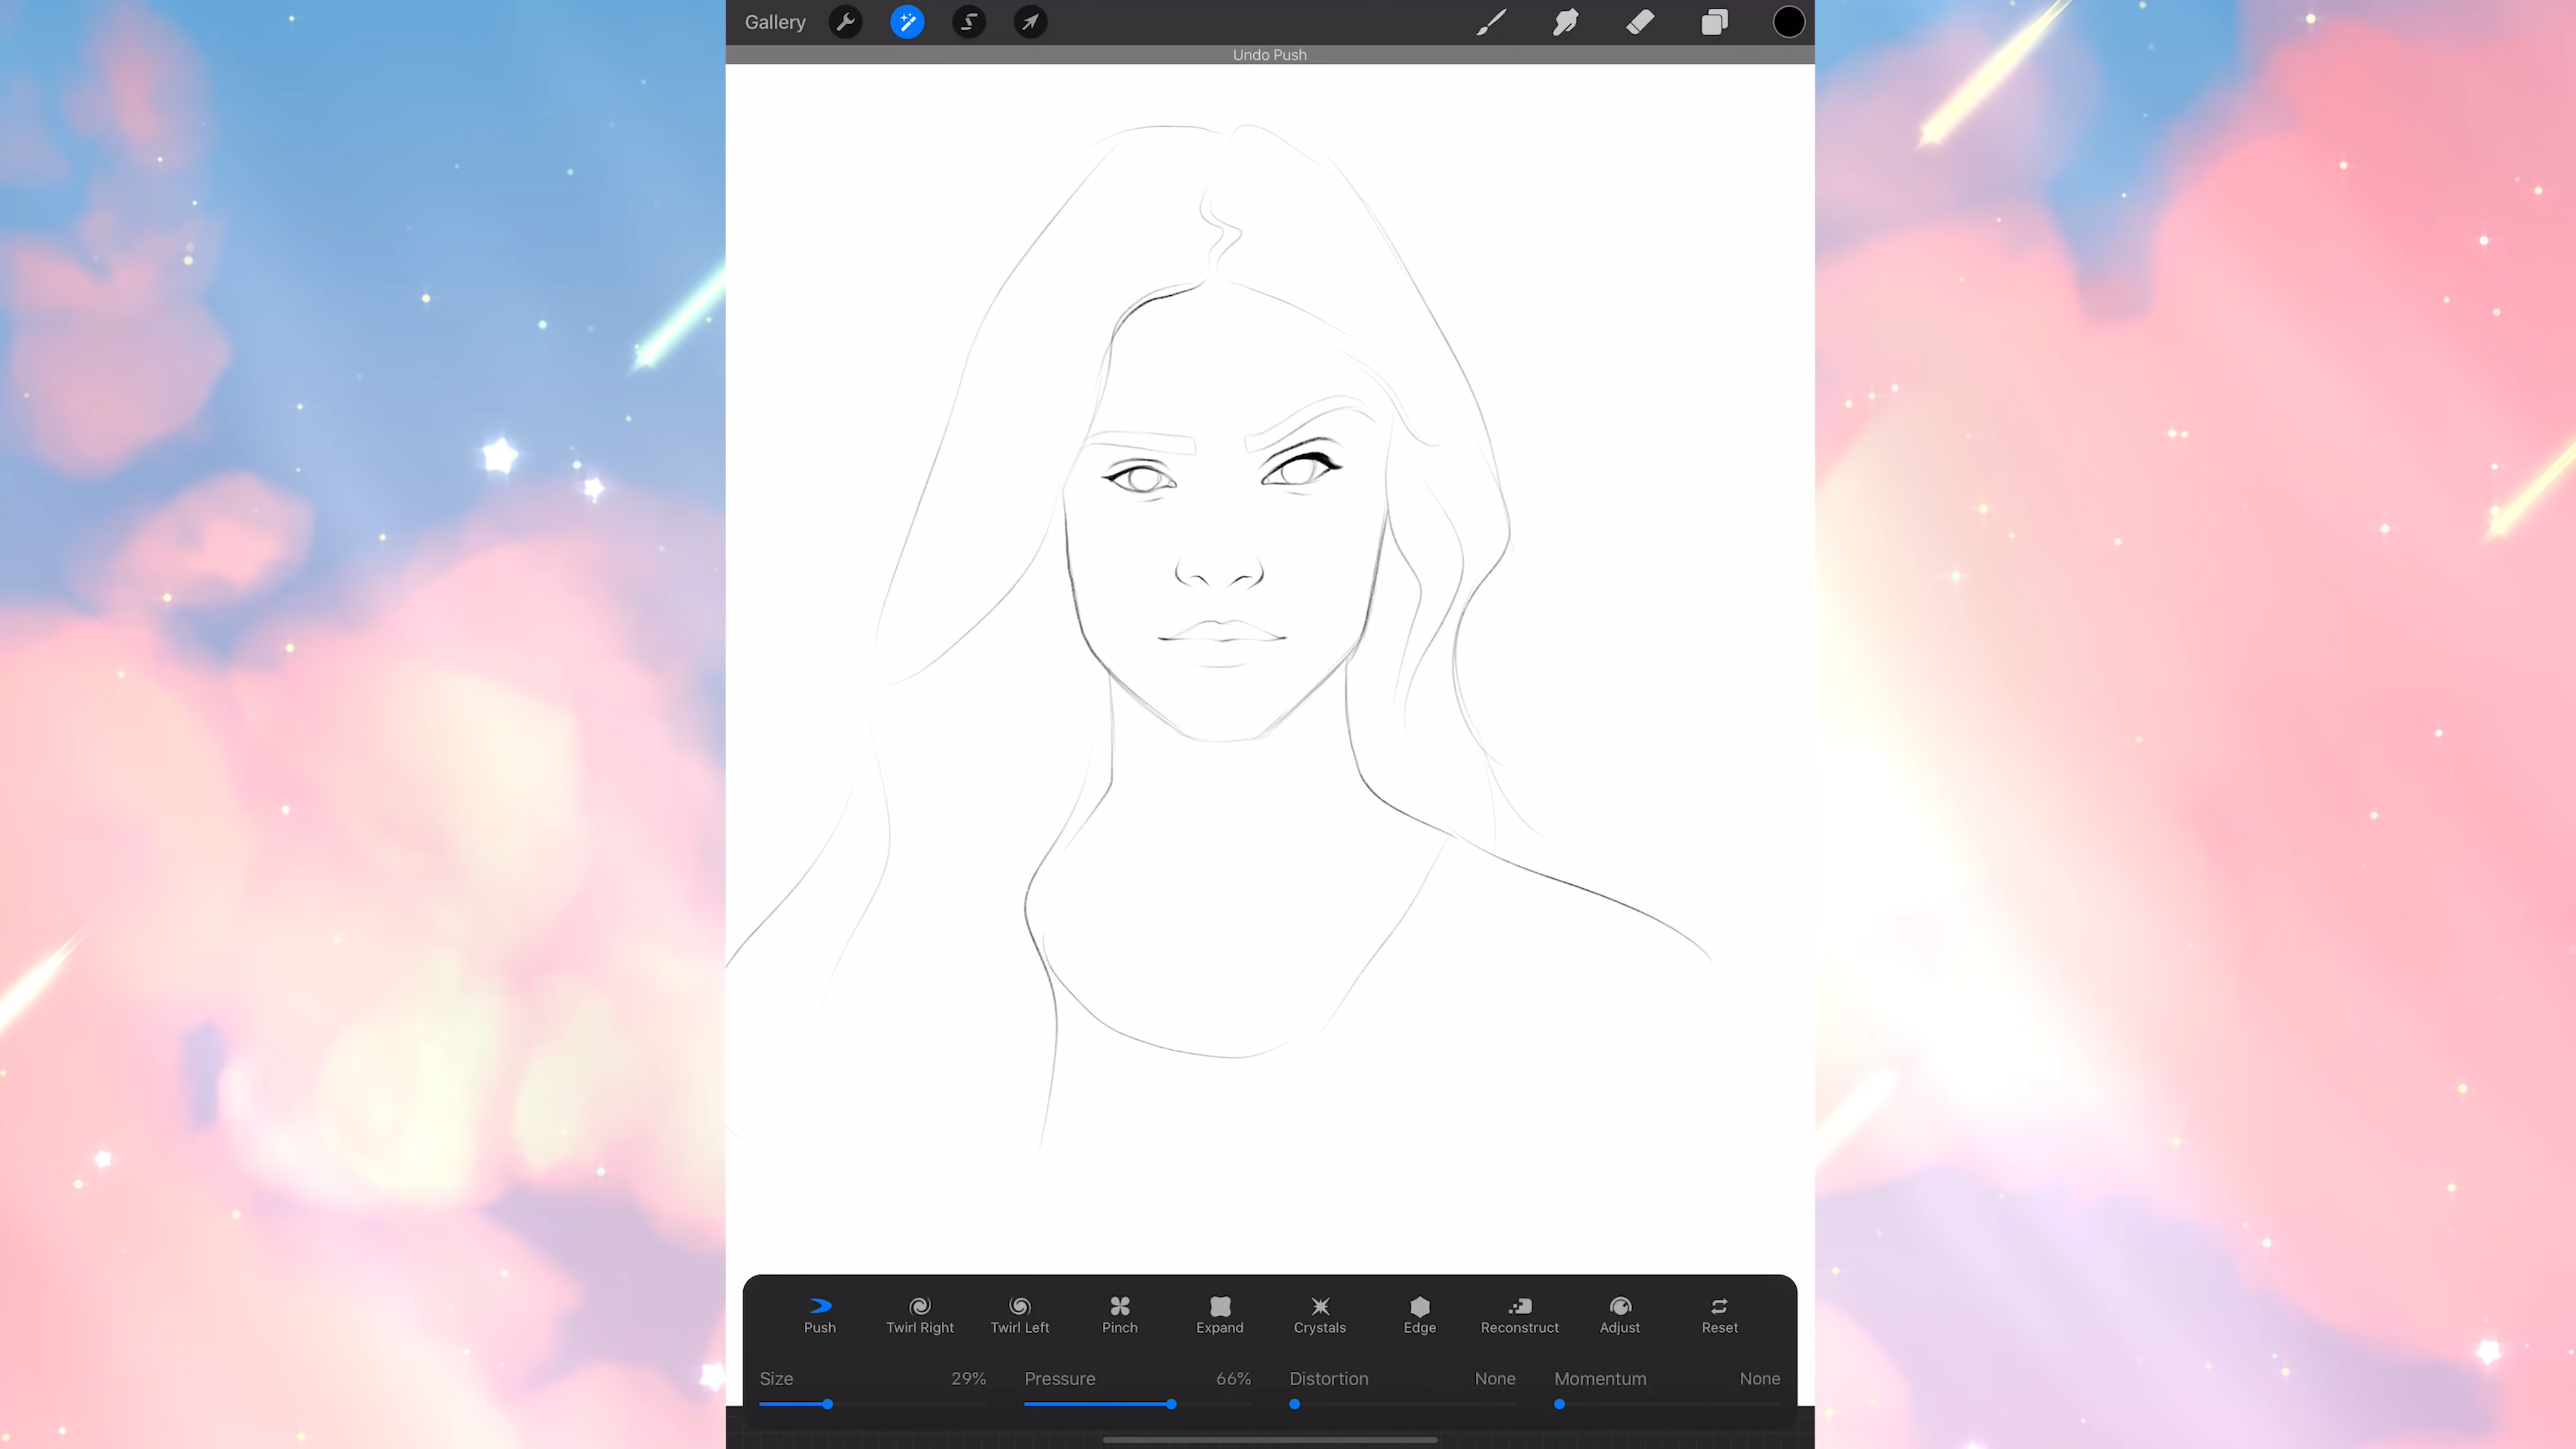 Gallery
Undo Push
Push Twirl Right Twirl Left Pinch Expand Crystals Edge Reconstruct Adjust Reset
Size 29% Pressure 66% Distortion None Momentum None